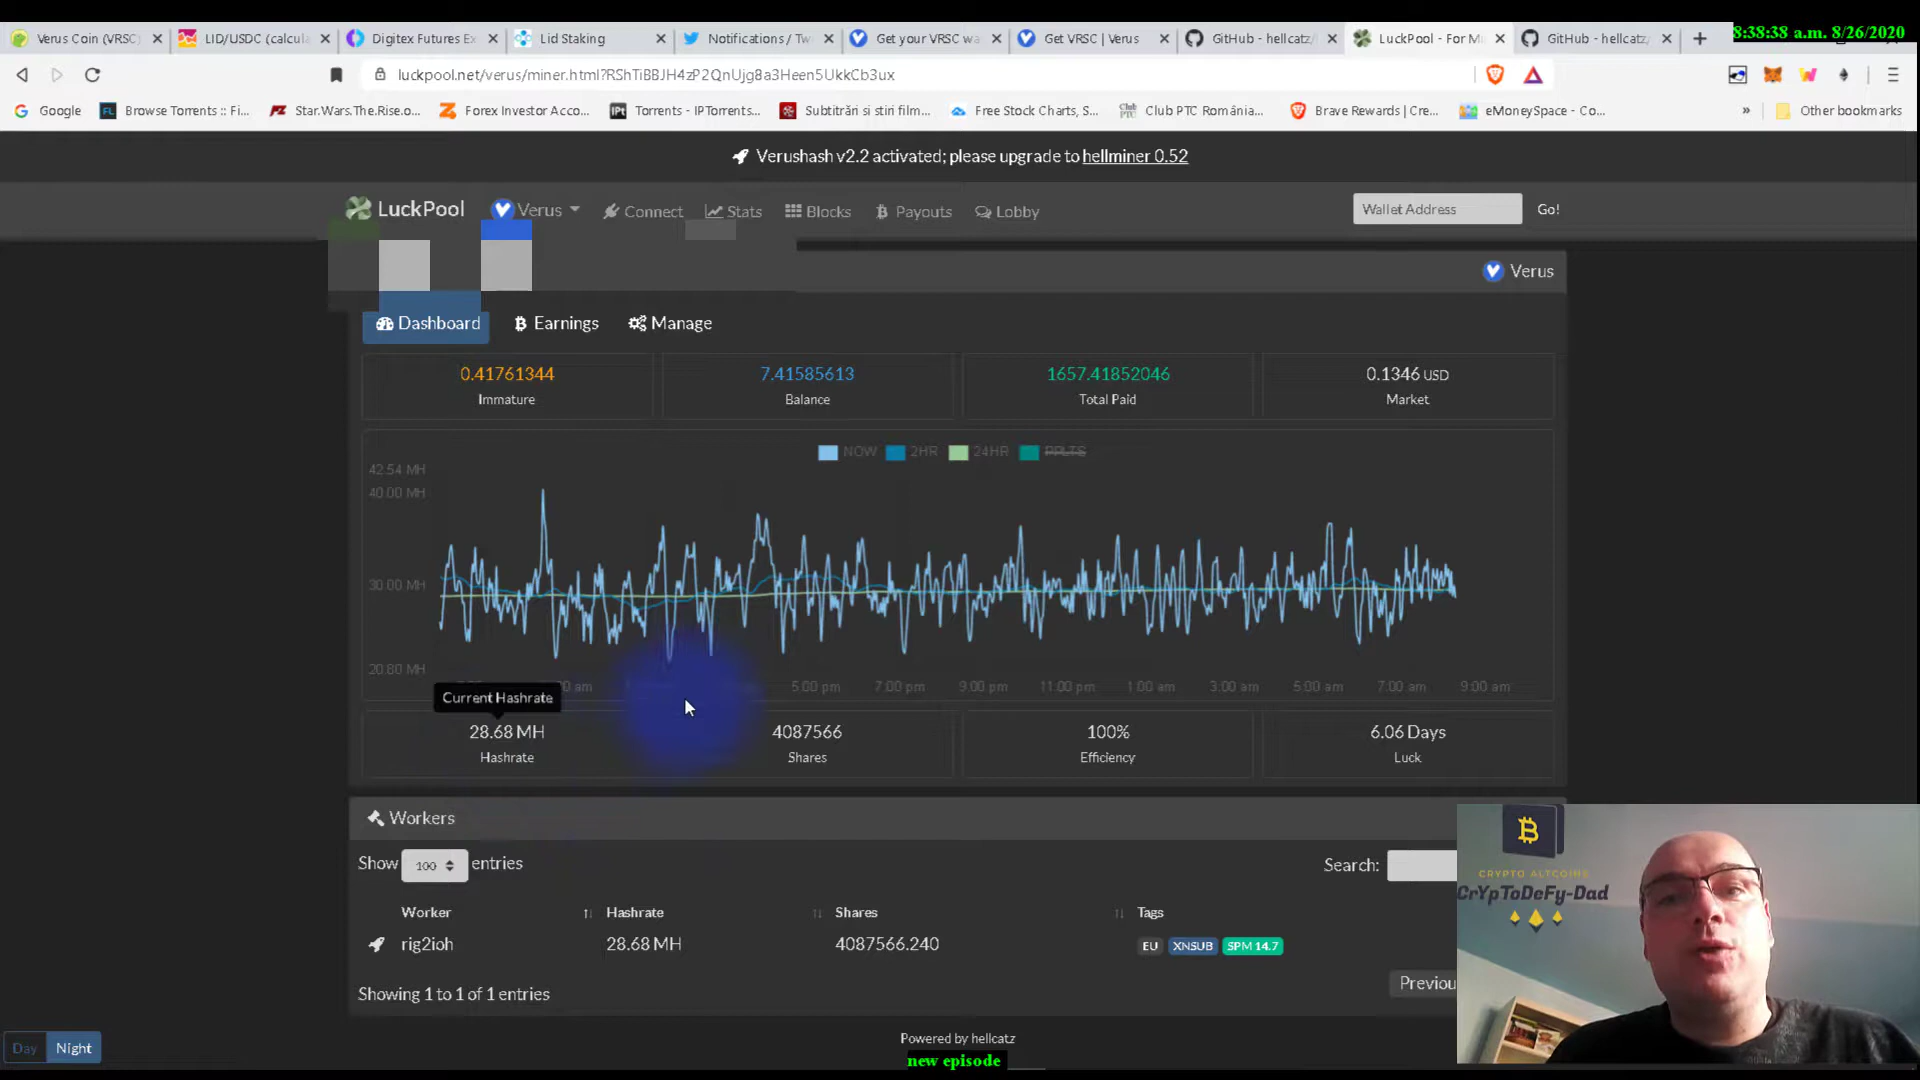 8:38:38 a.m. 8/26/2020
Verus Coin (VRSC)
LID/USDC (calcula
Digitex Futures Ex
Lid Staking
Notifications / Tw
Get your VRSC wa
Get VRSC | Verus
GitHub - hellcatz/
LuckPool - For Mi
GitHub - hellcatz/
luckpool.net/verus/miner.html?RShTiBBJH4zP2QnUjg8a3Heen5UkkCb3ux
Google
Browse Torrents :: Fi...
Star.Wars.The.Rise.o...
Forex Investor Acco...
Torrents - IPTorrents...
Subtitrări si stiri film...
Free Stock Charts, S...
Club PTC România...
Brave Rewards | Cre...
eMoneySpace - Co...
»
Other bookmarks
Verushash v2.2 activated; please upgrade to hellminer 0.52
LuckPool
Verus
Connect
Stats
Blocks
Payouts
Lobby
Wallet Address
Go!
Verus
Dashboard
Earnings
Manage
0.41761344
Immature
7.41585613
Balance
1657.41852046
Total Paid
0.1346 USD
Market
NOW
2HR
24HR
PPLTS
42.54 MH
40.00 MH
30.00 MH
20.80 MH
5:00 pm
7:00 pm
9:00 pm
11:00 pm
1:00 am
3:00 am
5:00 am
7:00 am
9:00 am
Current Hashrate
28.68 MH
Hashrate
4087566
Shares
100%
Efficiency
6.06 Days
Luck
Workers
Show 100 entries
Search:
Worker
Hashrate
Shares
Tags
rig2ioh
28.68 MH
4087566.240
EU
XNSUB
SPM 14.7
Showing 1 to 1 of 1 entries
Previou
CRYPTO ALTCOINS
CrYpToDeFy-Dad
Day
Night
Powered by hellcatz
new episode